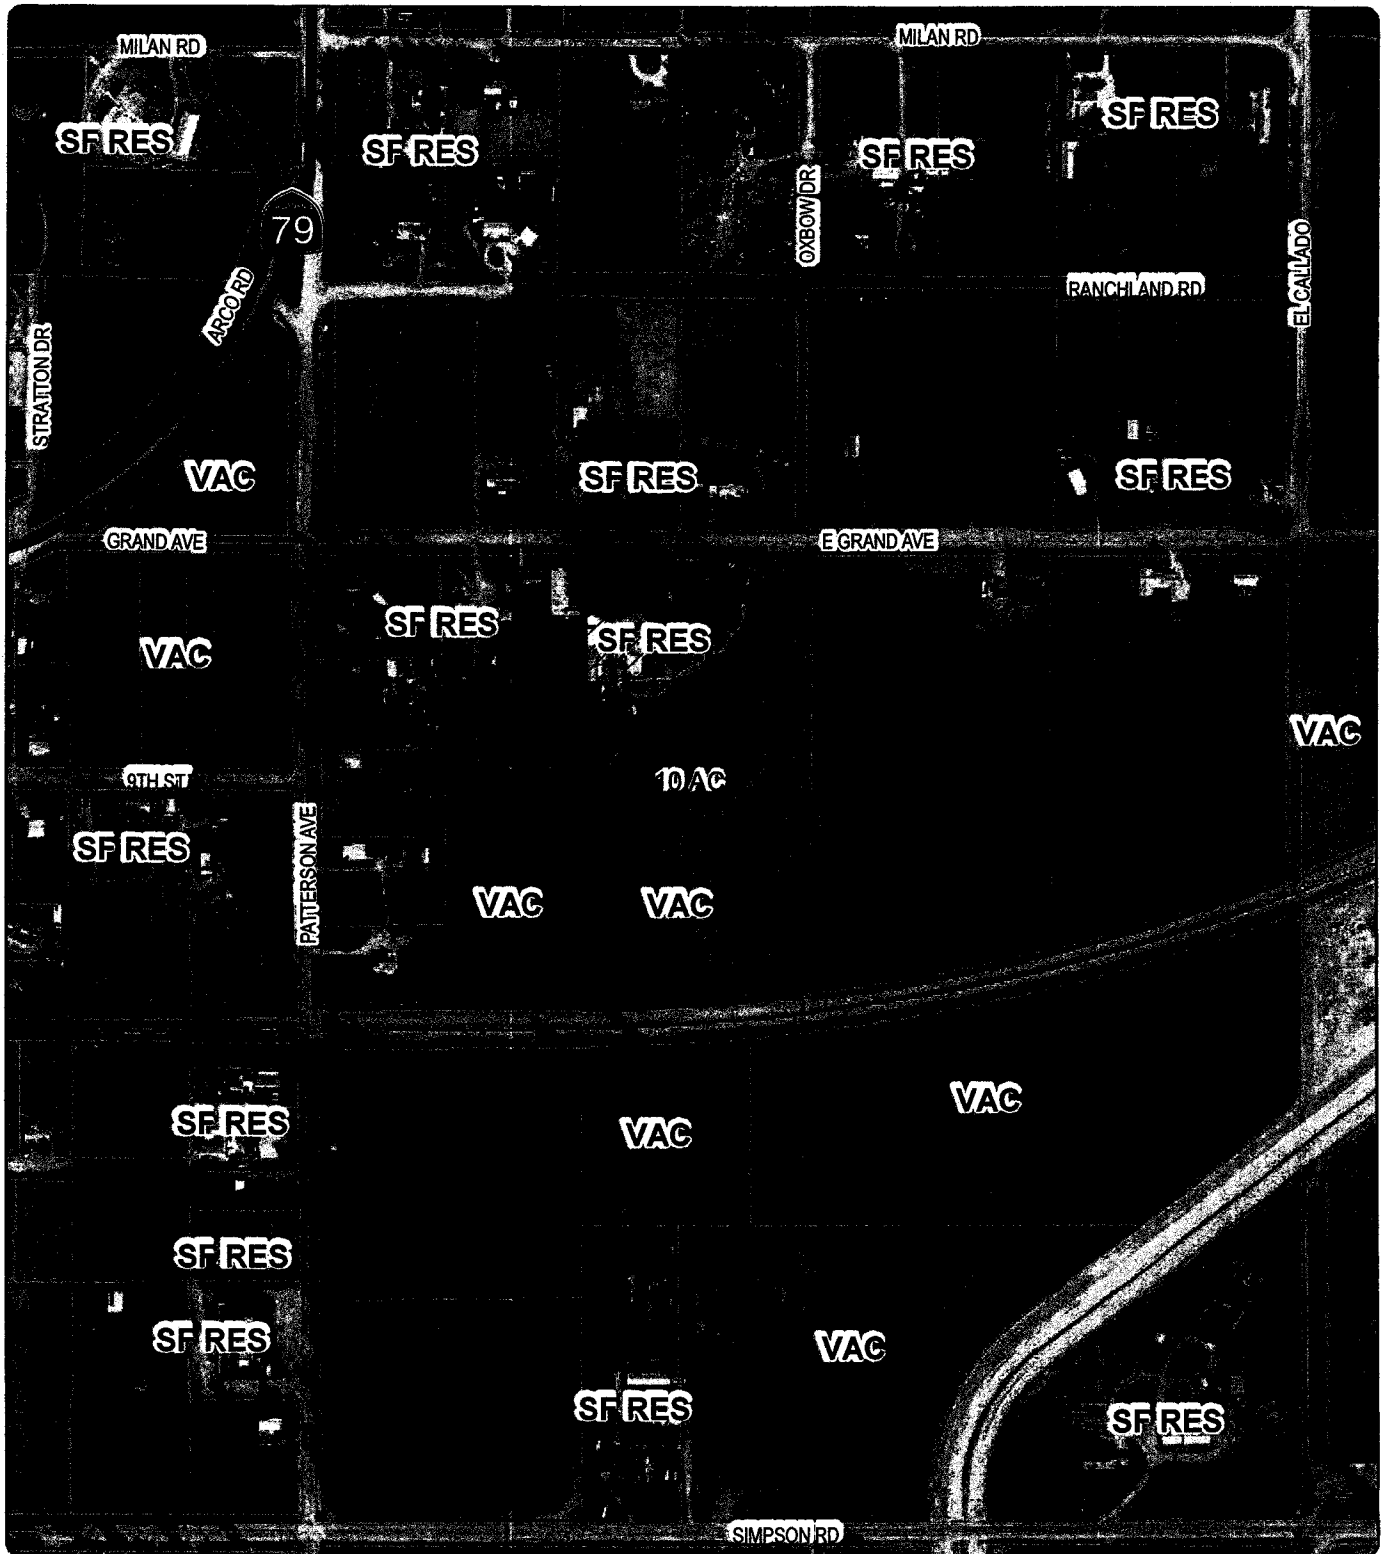 MILAN RD
MILAN RD
SF RES
SF RES
SF RES
SF RES
79
OXBOW DR
EL CALLADO
ARCO RD
RANCHLAND RD
STRATTON DR
VAC
SF RES
SF RES
GRAND AVE
E GRAND AVE
SF RES
SF RES
VAC
VAC
9TH ST
10 AC
PATTERSON AVE
SF RES
VAC
VAC
VAC
SF RES
VAC
SF RES
SF RES
VAC
SF RES
SF RES
SIMPSON RD